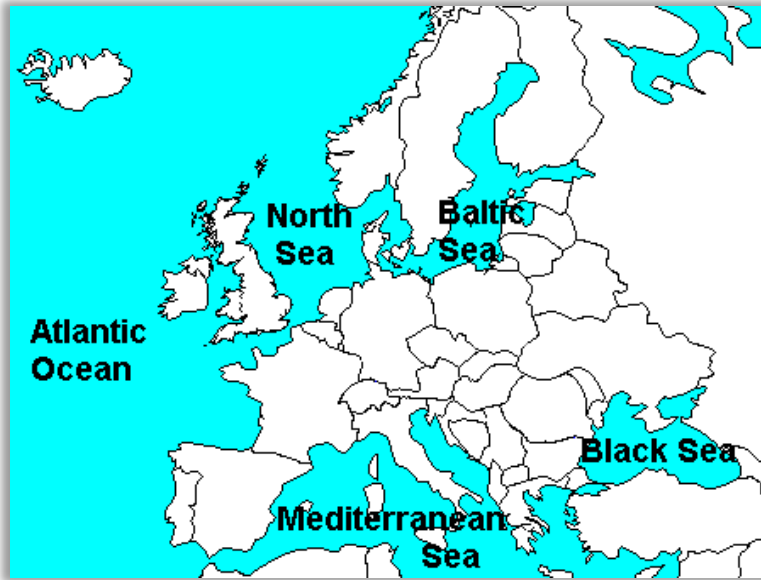 North
Sea
Baltic
Sea
Atlantic
Ocean
Black Sea
Mediterranean
Sea